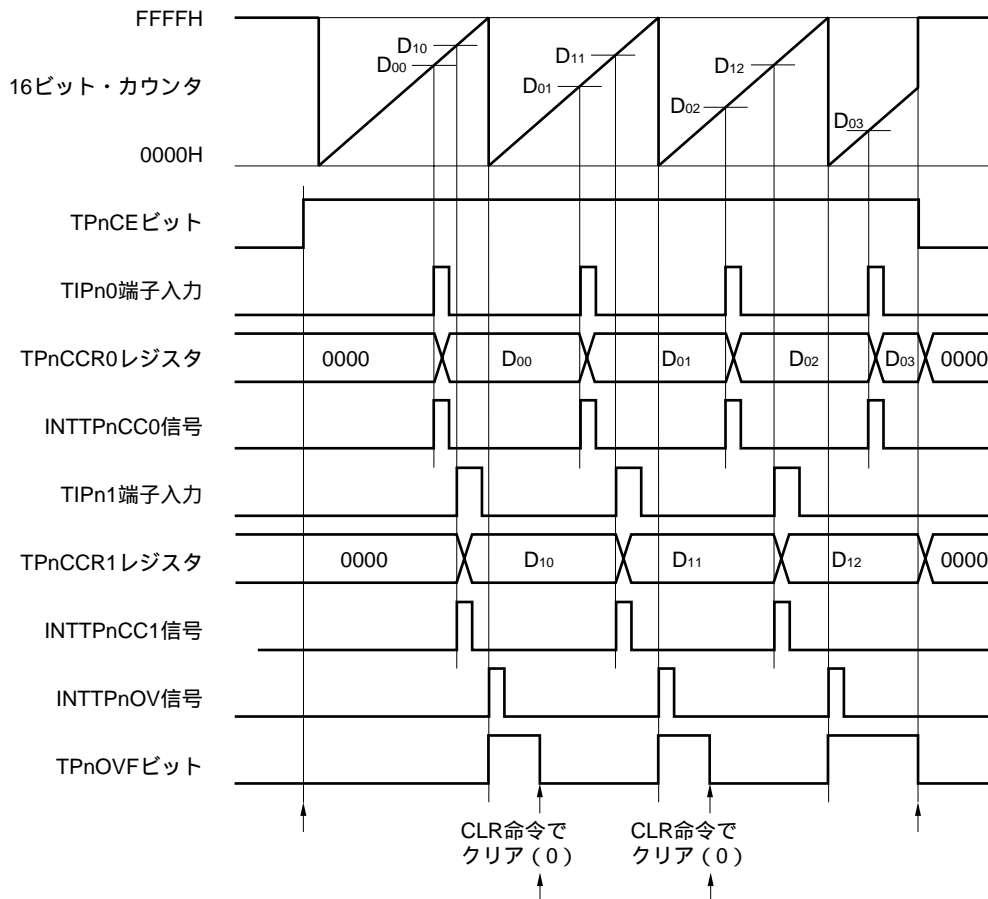 FFFFH
D10
D00
D11
D01
D12
D02
D03
16ビット・カウンタ
0000H
TPnCEビット
TIPn0端子入力
TPnCCR0レジスタ
0000
D00
D01
D02
D03
0000
INTTPnCC0信号
TIPn1端子入力
TPnCCR1レジスタ
0000
D10
D11
D12
0000
INTTPnCC1信号
INTTPnOV信号
TPnOVFビット
CLR命令で
クリア(0)
CLR命令で
クリア(0)